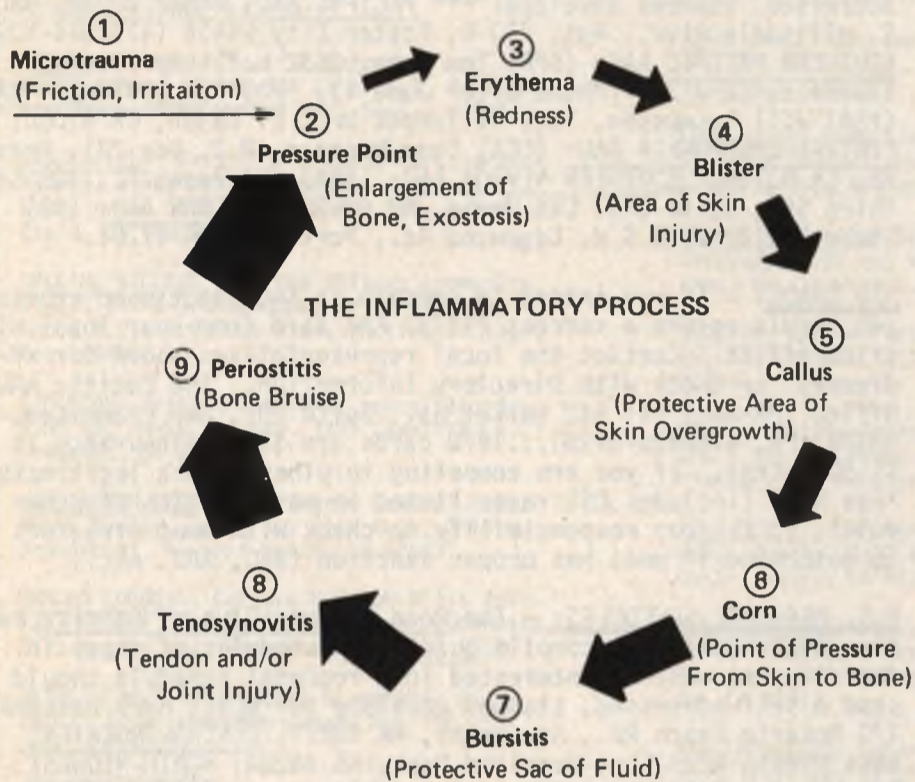 ①
Microtrauma
(Friction, Irritaiton)
②
Pressure Point
(Enlargement of
Bone, Exostosis)
③
Erythema
(Redness)
④
Blister
(Area of Skin
Injury)
THE INFLAMMATORY PROCESS
⑤
Callus
(Protective Area of
Skin Overgrowth)
⑧
Corn
(Point of Pressure
From Skin to Bone)
⑦
Bursitis
(Protective Sac of Fluid)
⑧
Tenosynovitis
(Tendon and/or
Joint Injury)
⑨ Periostitis
(Bone Bruise)